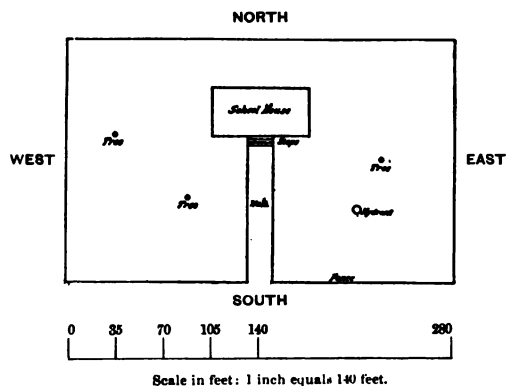 NORTH
School House
Steps
Tree
WEST
EAST
Tree
Tree
Walk
Hydrant
Fence
SOUTH
0 35 70 105 140 280
Scale in feet: 1 inch equals 140 feet.